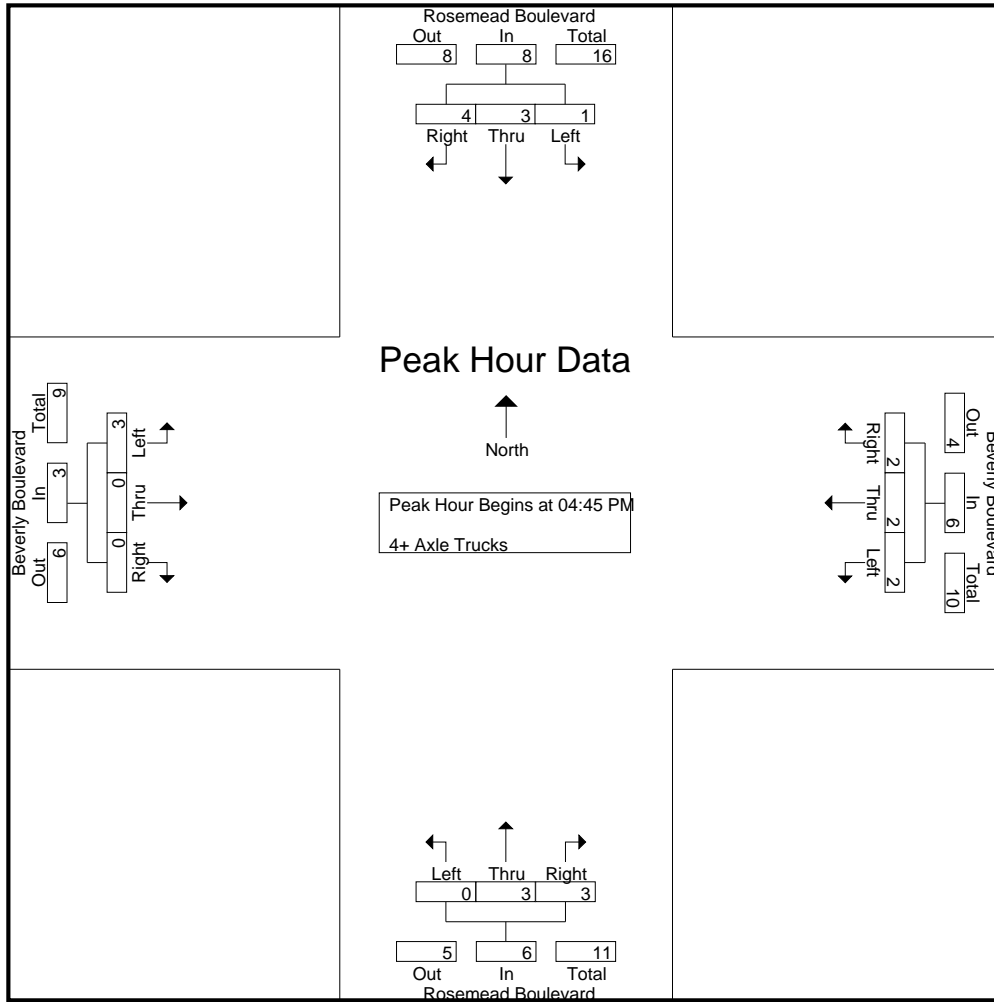 Rosemead Boulevard
Out In Total
8 8 16
4 3 1
Right Thru Left
Peak Hour Data
North
Peak Hour Begins at 04:45 PM
4+ Axle Trucks
Beverly Boulevard
Out In Total
6 3 9
Right Thru Left
0 0 3
Beverly Boulevard
Out In Total
4 6 10
Right Thru Left
2 2 2
Left Thru Right
0 3 3
5 6 11
Out In Total
Rosemead Boulevard